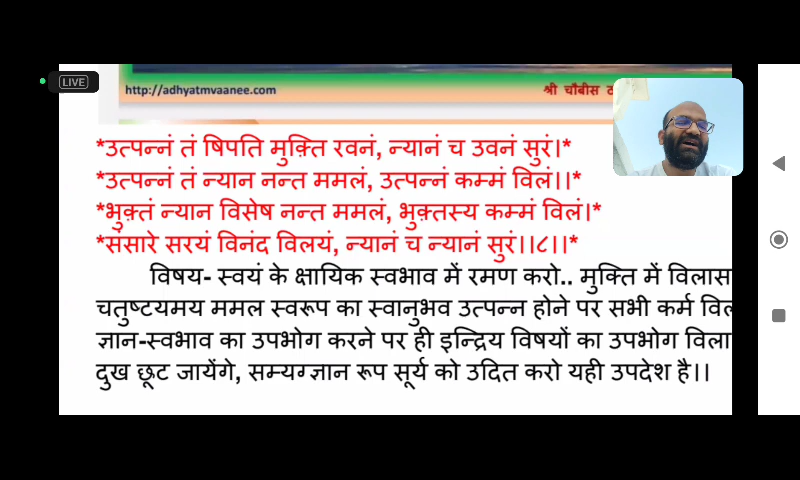 LIVE
http://adhyatmvaanee.com
श्री चौबीस
*उत्पन्नं तं षिपति मुक़्ति रवनं, न्यानं च उवनं सुरं।*
*उत्पन्नं तं न्यान नन्त ममलं, उत्पन्नं कम्मं विलं।।*
*भुक़्तं न्यान विसेष नन्त ममलं, भुक़्तस्य कम्मं विलं।*
*संसारे सरयं विनंद विलयं, न्यानं च न्यानं सुरं।।८।।*
विषय- स्वयं के क्षायिक स्वभाव में रमण करो.. मुक्ति में विलास
चतुष्टयमय ममल स्वरूप का स्वानुभव उत्पन्न होने पर सभी कर्म
ज्ञान-स्वभाव का उपभोग करने पर ही इन्द्रिय विषयों का उपभोग विला
दुख छूट जायेंगे, सम्यग्ज्ञान रूप सूर्य को उदित करो यही उपदेश है।।